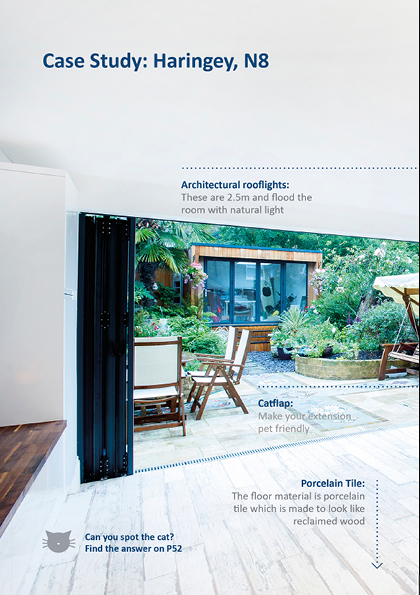 Case Study: Haringey, N8
Architectural rooflights:
These are 2.5m and flood the
room with natural light
Catflap:
Make your extension
pet friendly
Porcelain Tile:
The floor material is porcelain
tile which is made to look like
reclaimed wood
Can you spot the cat?
Find the answer on P52